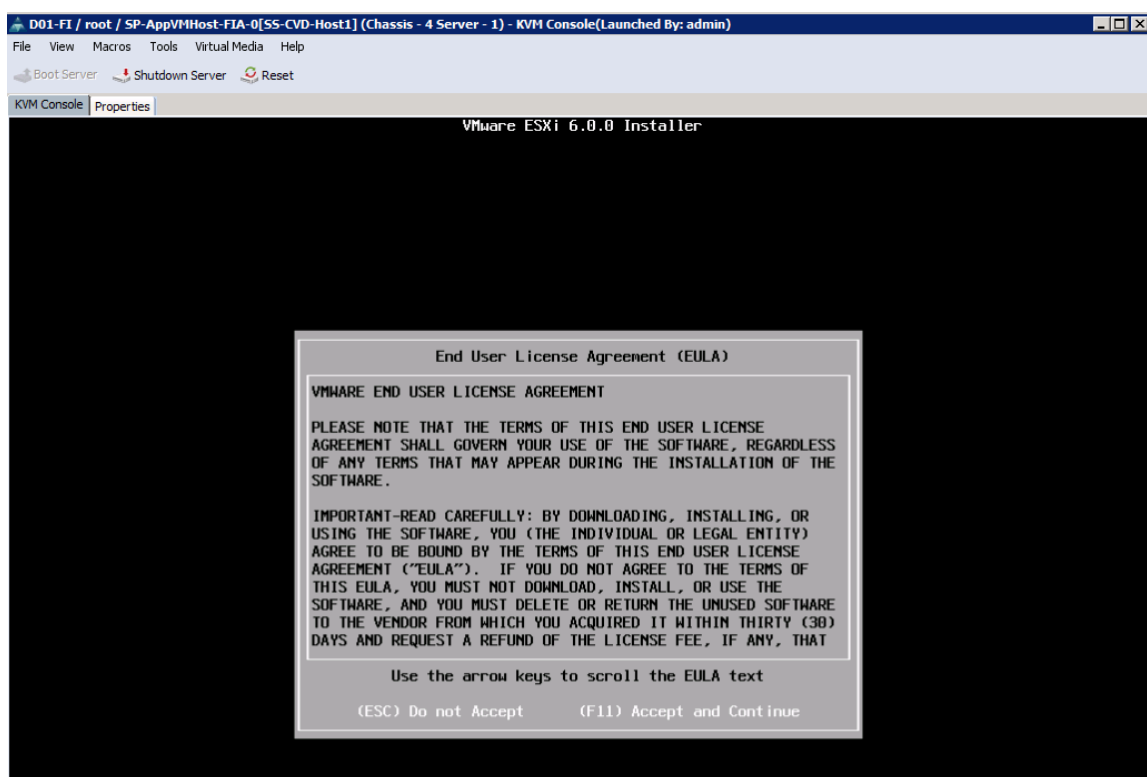 D01-FI / root / SP-AppVMHost-FIA-0[SS-CVD-Host1] (Chassis - 4 Server - 1) - KVM Console(Launched By: admin)
File View Macros Tools Virtual Media Help
Boot Server Shutdown Server Reset
KVM Console Properties
VMware ESXi 6.0.0 Installer
End User License Agreement (EULA)
VMWARE END USER LICENSE AGREEMENT
PLEASE NOTE THAT THE TERMS OF THIS END USER LICENSE
AGREEMENT SHALL GOVERN YOUR USE OF THE SOFTWARE, REGARDLESS
OF ANY TERMS THAT MAY APPEAR DURING THE INSTALLATION OF THE
SOFTWARE.
IMPORTANT-READ CAREFULLY: BY DOWNLOADING, INSTALLING, OR
USING THE SOFTWARE, YOU (THE INDIVIDUAL OR LEGAL ENTITY)
AGREE TO BE BOUND BY THE TERMS OF THIS END USER LICENSE
AGREEMENT ("EULA"). IF YOU DO NOT AGREE TO THE TERMS OF
THIS EULA, YOU MUST NOT DOWNLOAD, INSTALL, OR USE THE
SOFTWARE, AND YOU MUST DELETE OR RETURN THE UNUSED SOFTWARE
TO THE VENDOR FROM WHICH YOU ACQUIRED IT WITHIN THIRTY (30)
DAYS AND REQUEST A REFUND OF THE LICENSE FEE, IF ANY, THAT
Use the arrow keys to scroll the EULA text
(ESC) Do not Accept (F11) Accept and Continue